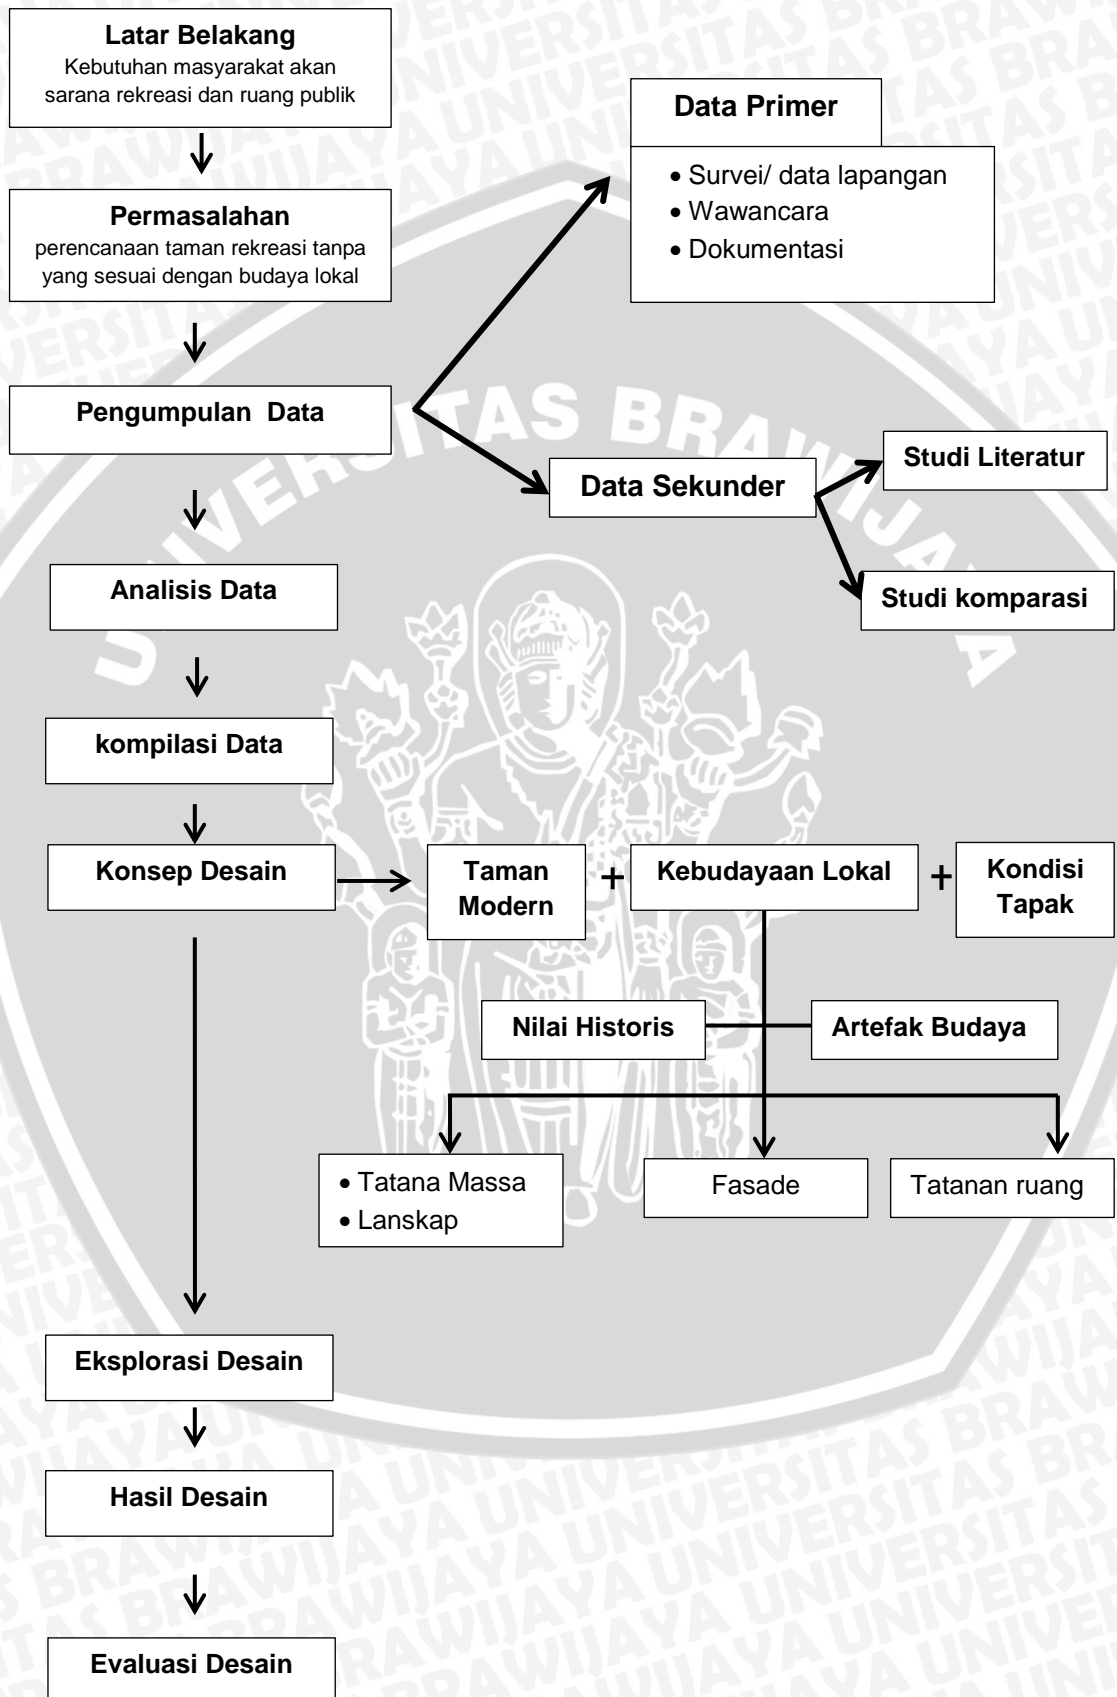 Latar Belakang
Kebutuhan masyarakat akan
sarana rekreasi dan ruang publik
Data Primer
• Survei/ data lapangan
• Wawancara
• Dokumentasi
Permasalahan
perencanaan taman rekreasi tanpa
yang sesuai dengan budaya lokal
Pengumpulan Data
Data Sekunder
Studi Literatur
Studi komparasi
Analisis Data
kompilasi Data
Konsep Desain
Taman
Modern
+
Kebudayaan Lokal
+
Kondisi
Tapak
Nilai Historis
Artefak Budaya
• Tatana Massa
• Lanskap
Fasade
Tatanan ruang
Eksplorasi Desain
Hasil Desain
Evaluasi Desain
UNIVERSITAS BRAWIJAYA